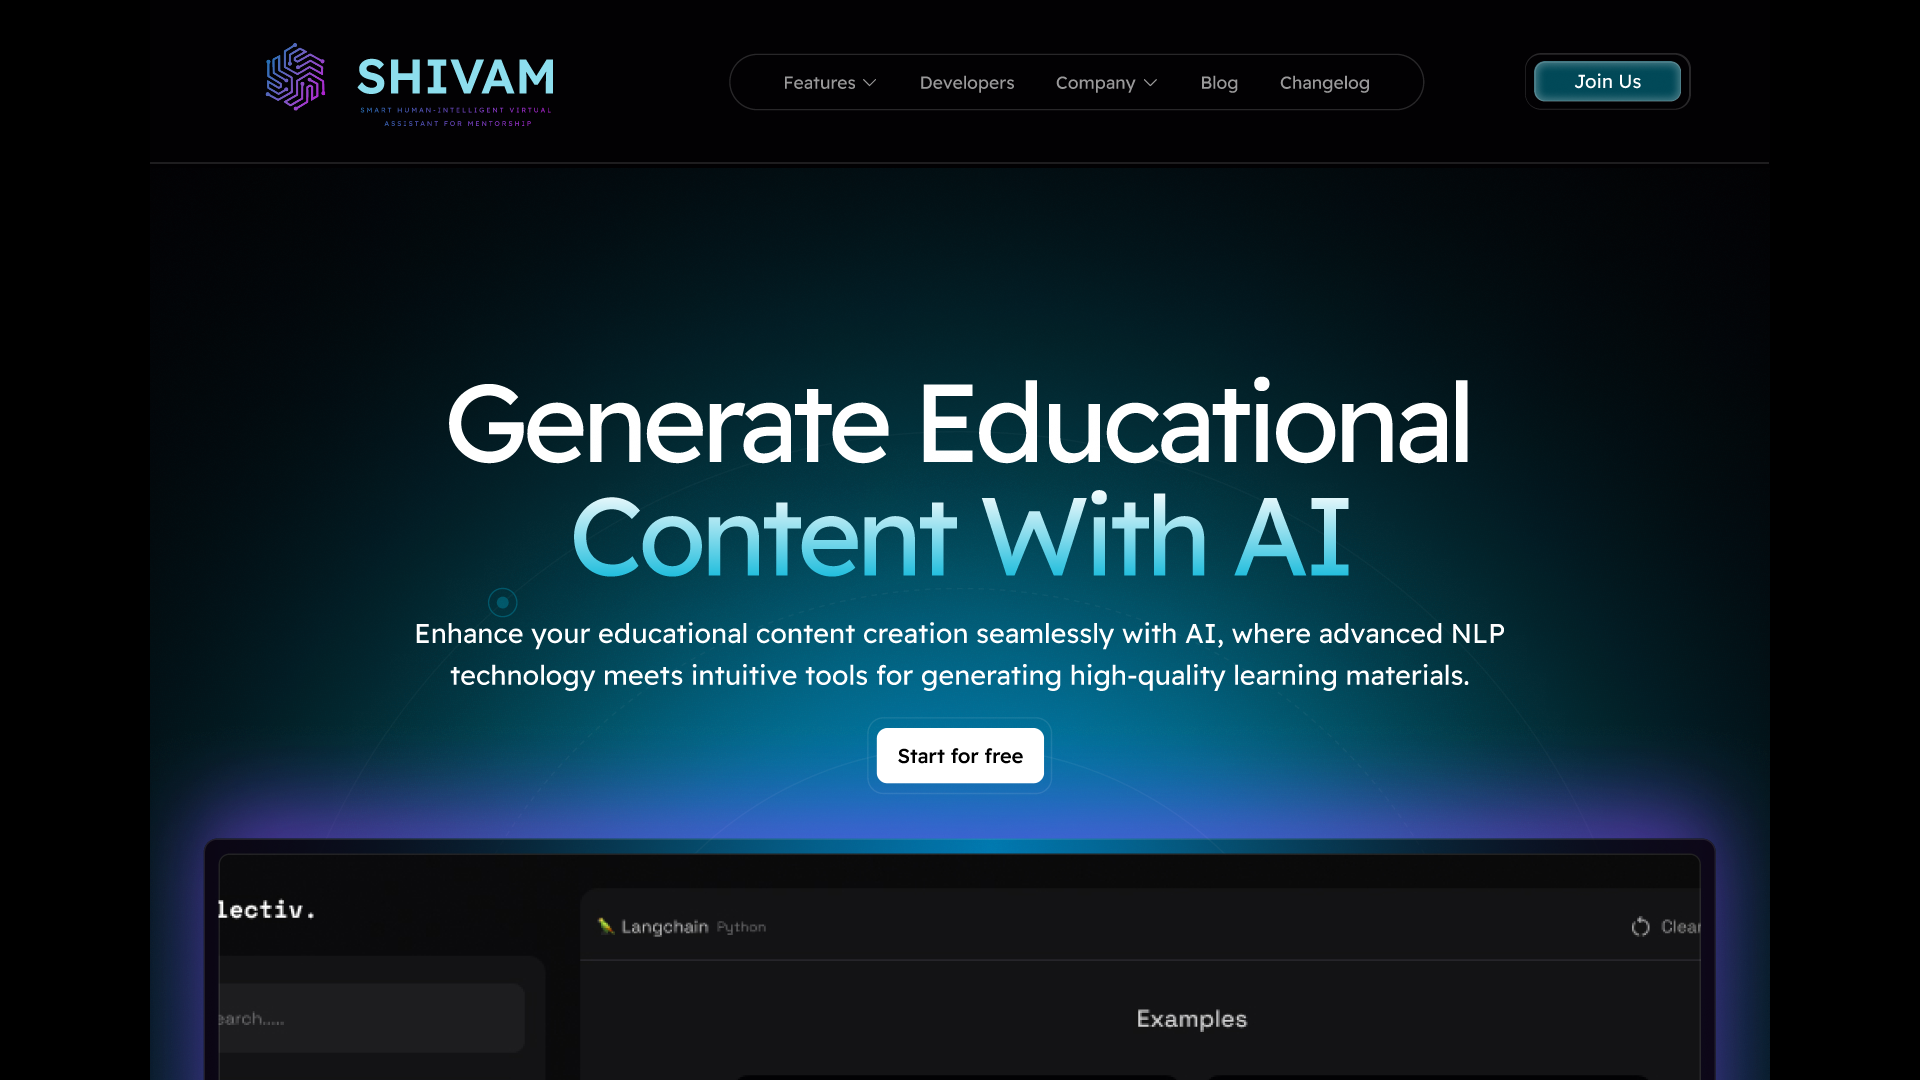 SHIVAM
SMART HUMAN-INTELLIGENT VIRTUAL
ASSISTANT FOR MENTORSHIP
Features Developers Company Blog Changelog
Join Us
Generate Educational
Content With AI
Enhance your educational content creation seamlessly with AI, where advanced NLP
technology meets intuitive tools for generating high-quality learning materials.
Start for free
lectiv.
Langchain Python
Clear
earch.....
Examples